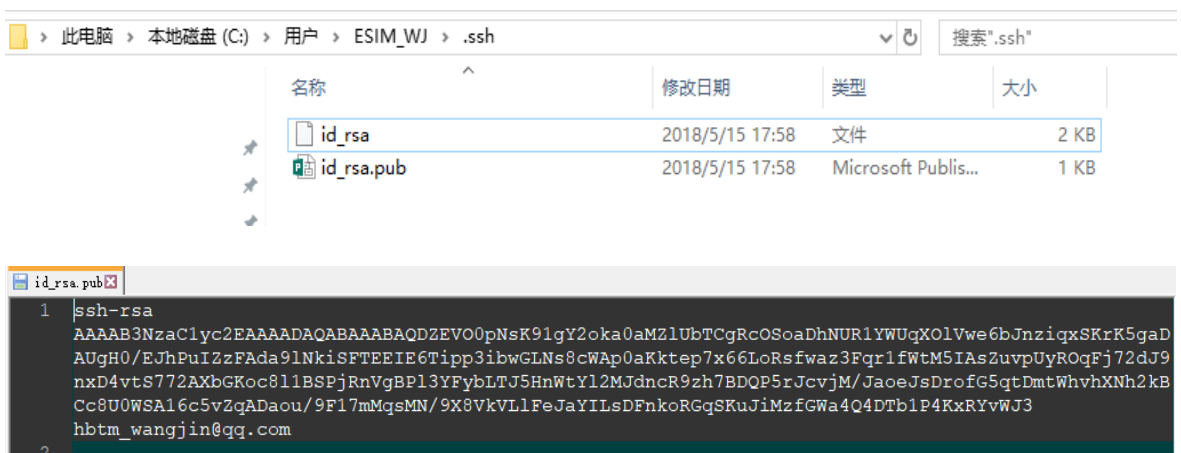 此电脑 › 本地磁盘 (C:) › 用户 › ESIM_WJ › .ssh 搜索".ssh"
名称 修改日期 类型 大小
id_rsa 2018/5/15 17:58 文件 2 KB
id_rsa.pub 2018/5/15 17:58 Microsoft Publis... 1 KB
id_rsa.pub
1 ssh-rsa
AAAAB3NzaC1yc2EAAAADAQABAAABAQDZEVO0pNsK91gY2oka0aMZlUbTCgRcOSoaDhNUR1YWUqXOlVwe6bJnziqxSKrK5gaD
AUgH0/EJhPuIZzFAda9lNkiSFTEEIE6Tipp3ibwGLNs8cWAp0aKktep7x66LoRsfwaz3Fqr1fWtM5IAsZuvpUyROqFj72dJ9
nxD4vtS772AXbGKoc8l1BSPjRnVgBPl3YFybLTJ5HnWtYl2MJdncR9zh7BDQP5rJcvjM/JaoeJsDrofG5qtDmtWhvhXNh2kB
Cc8U0WSA16c5vZqADaou/9F17mMqsMN/9X8VkVLlFeJaYILsDFnkoRGqSKuJiMzfGWa4Q4DTb1P4KxRYvWJ3
hbtm_wangjin@qq.com
2